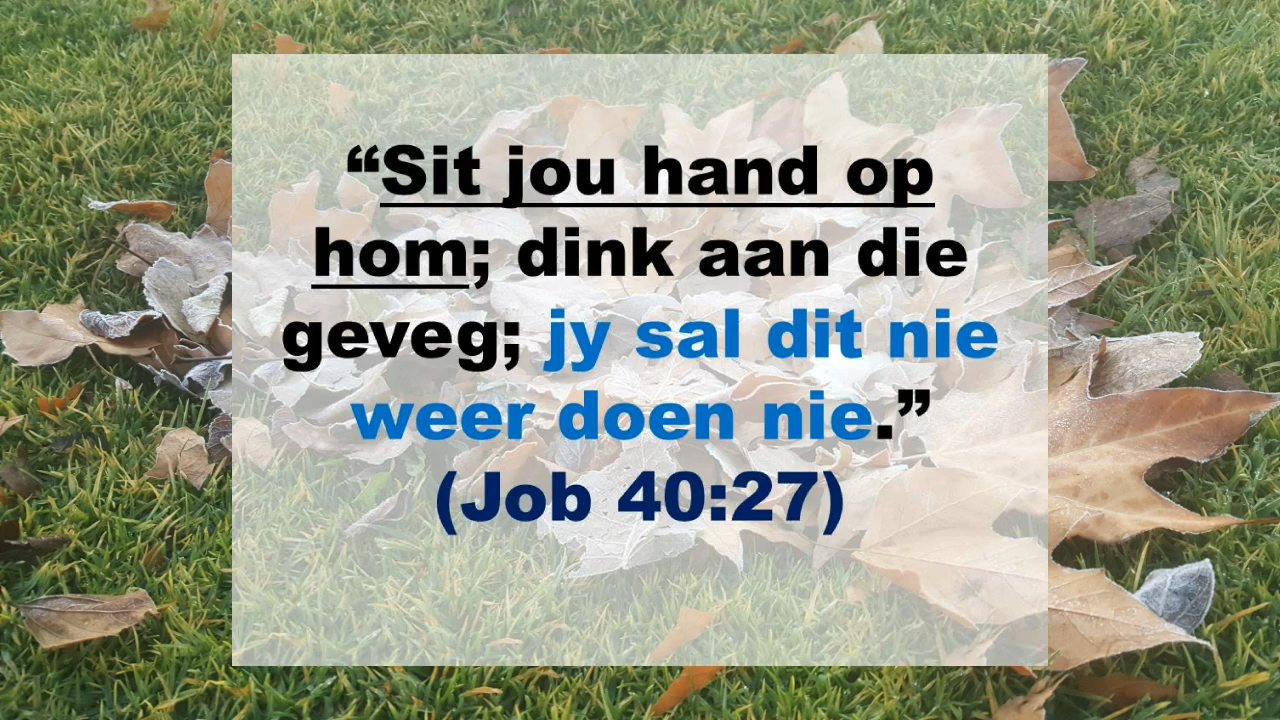 “Sit jou hand op
hom; dink aan die
geveg; jy sal dit nie
weer doen nie.”
(Job 40:27)